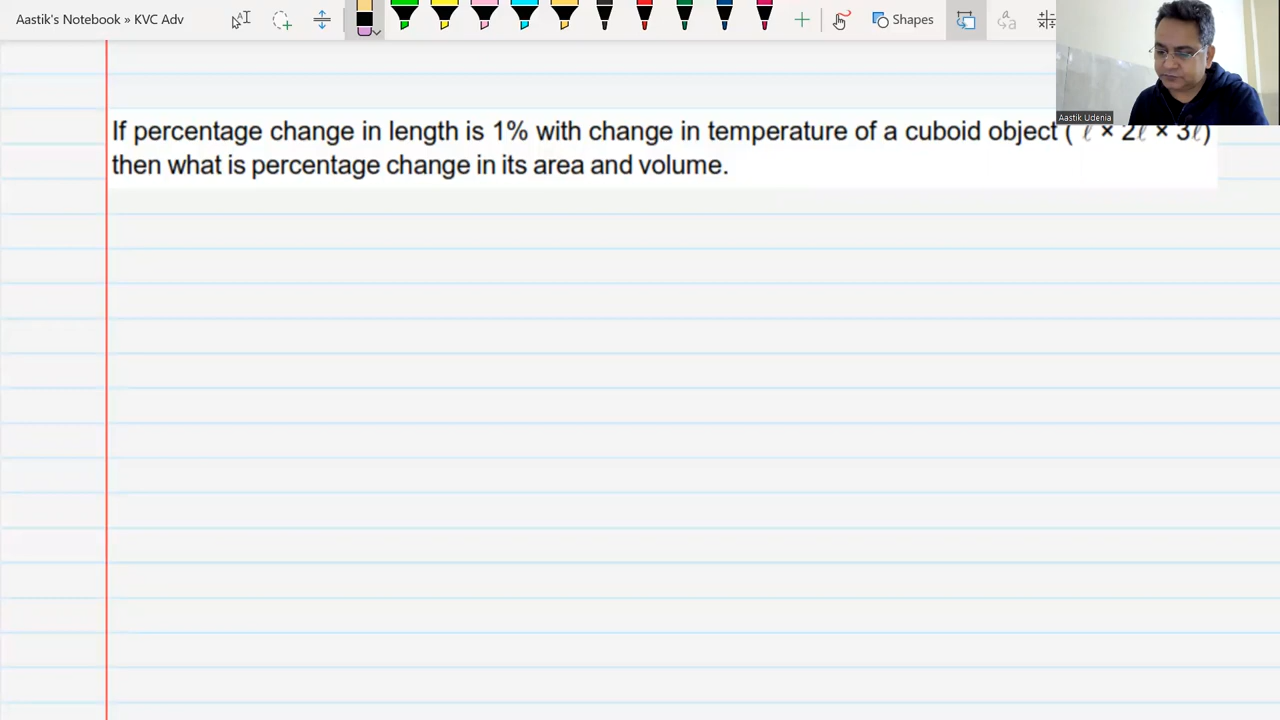 Aastik's Notebook » KVC Adv
Shapes
Aastik Udenia
If percentage change in length is 1% with change in temperature of a cuboid object ( ℓ × 2ℓ × 3ℓ)
then what is percentage change in its area and volume.